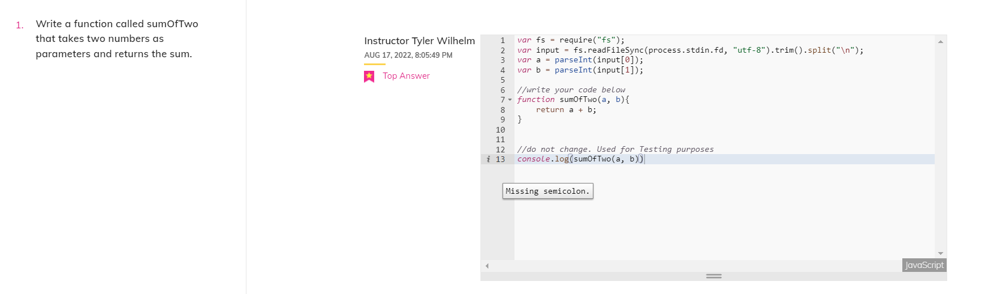 1. Write a function called sumOfTwo
that takes two numbers as
parameters and returns the sum.
Instructor Tyler Wilhelm
AUG 17, 2022, 8:05:49 PM
Top Answer
1 var fs = require("fs");
2 var input = fs.readFileSync(process.stdin.fd, "utf-8").trim().split("\n");
3 var a = parseInt(input[0]);
4 var b = parseInt(input[1]);
5
6 //write your code below
7 function sumOfTwo(a, b){
8     return a + b;
9 }
10
11
12 //do not change. Used for Testing purposes
i 13 console.log(sumOfTwo(a, b))
Missing semicolon.
JavaScript